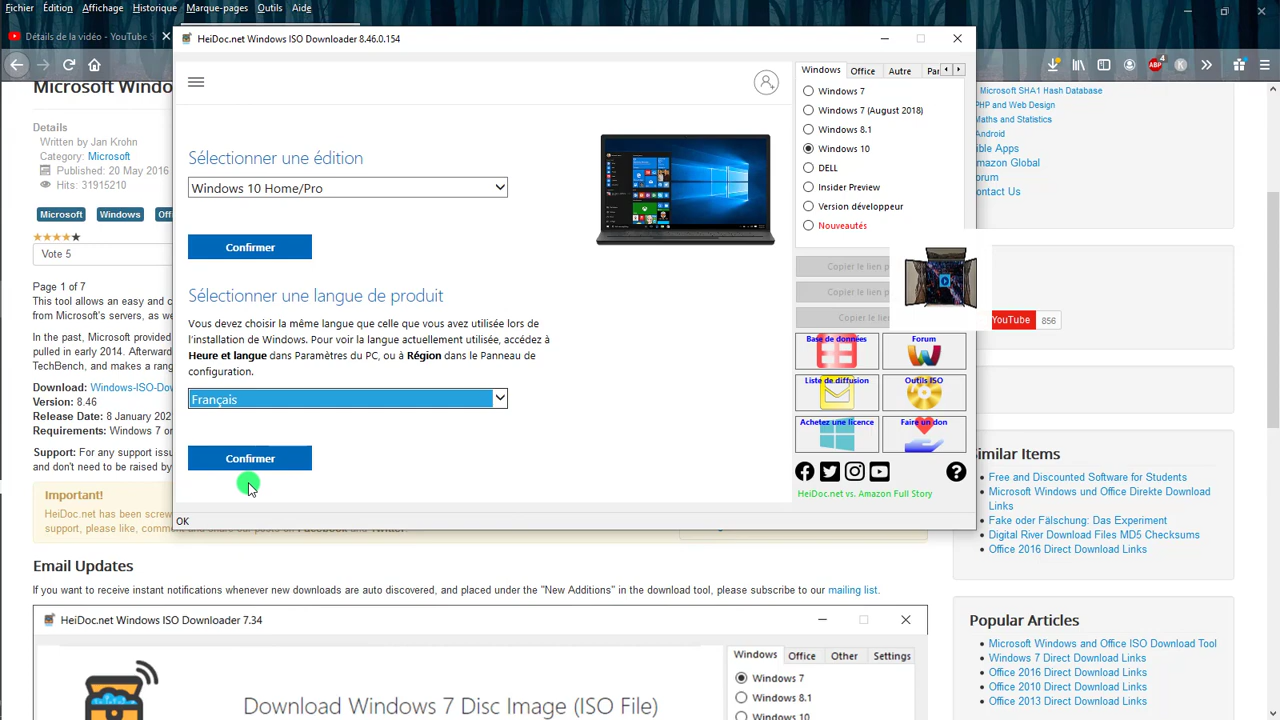 Fichier Édition Affichage Historique Marque-pages Outils Aide
Détails de la vidéo - YouTube S
HeiDoc.net Windows ISO Downloader 8.46.0.154
Microsoft Windo
Details
Written by Jan Krohn
Category: Microsoft
Published: 20 May 2016
Hits: 31915210
Microsoft Windows Off
Vote 5
Page 1 of 7
This tool allows an easy and c
from Microsoft's servers, as we
In the past, Microsoft provided
pulled in early 2014. Afterward
TechBench, and makes a rang
Download: Windows-ISO-Dow
Version: 8.46
Release Date: 8 January 202
Requirements: Windows 7 or
Support: For any support issu
and don't need to be raised by
Important!
HeiDoc.net has been screw
support, please like, comment and share our posts
Sélectionner une édition
Windows 10 Home/Pro
Confirmer
Sélectionner une langue de produit
Vous devez choisir la même langue que celle que vous avez utilisée lors de
l'installation de Windows. Pour voir la langue actuellement utilisée, accédez à
Heure et langue dans Paramètres du PC, ou à Région dans le Panneau de
configuration.
Français
Confirmer
OK
Windows Office Autre Par
Windows 7
Windows 7 (August 2018)
Windows 8.1
Windows 10
DELL
Insider Preview
Version développeur
Nouveautés
Copier le lien p
Copier le lien p
Copier le
Base de données Forum
Liste de diffusion Outils ISO
Achetez une licence Faire un don
HeiDoc.net vs. Amazon Full Story
ABP
4
K
Microsoft SHA1 Hash Database
PHP and Web Design
Maths and Statistics
Android
ible Apps
mazon Global
orum
ontact Us
YouTube 856
Similar Items
Free and Discounted Software for Students
Microsoft Windows und Office Direkte Download
Links
Fake oder Fälschung: Das Experiment
Digital River Download Files MD5 Checksums
Office 2016 Direct Download Links
Popular Articles
Microsoft Windows and Office ISO Download Tool
Windows 7 Direct Download Links
Office 2016 Direct Download Links
Office 2010 Direct Download Links
Office 2013 Direct Download Links
Email Updates
If you want to receive instant notifications whenever new downloads are auto discovered, and placed under the "New Additions" in the download tool, please subscribe to our mailing list.
HeiDoc.net Windows ISO Downloader 7.34
Windows Office Other Settings
Windows 7
Windows 8.1
Windows 10
Download Windows 7 Disc Image (ISO File)